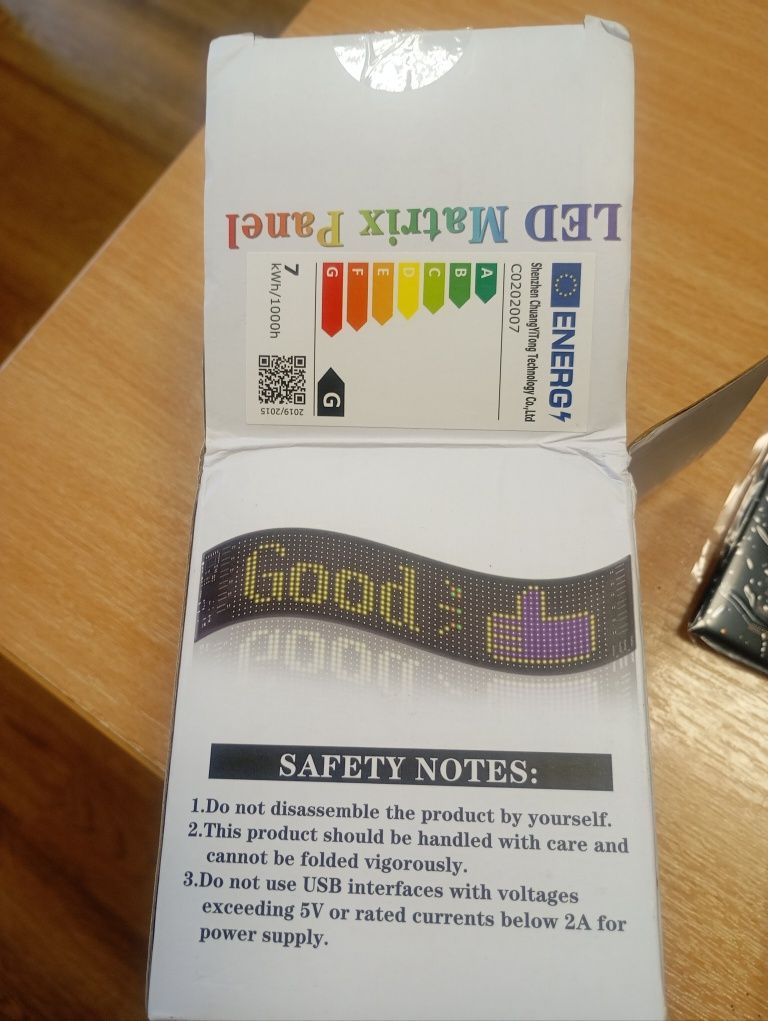 LED Matrix Panel
ENERG
Shenzhen ChuangYiTong Technology Co.,Ltd
C0202007
A
B
C
D
E
F
G
G
7
kWh/1000h
2019/2015
Good
SAFETY NOTES:
1.Do not disassemble the product by yourself.
2.This product should be handled with care and
cannot be folded vigorously.
3.Do not use USB interfaces with voltages
exceeding 5V or rated currents below 2A for
power supply.